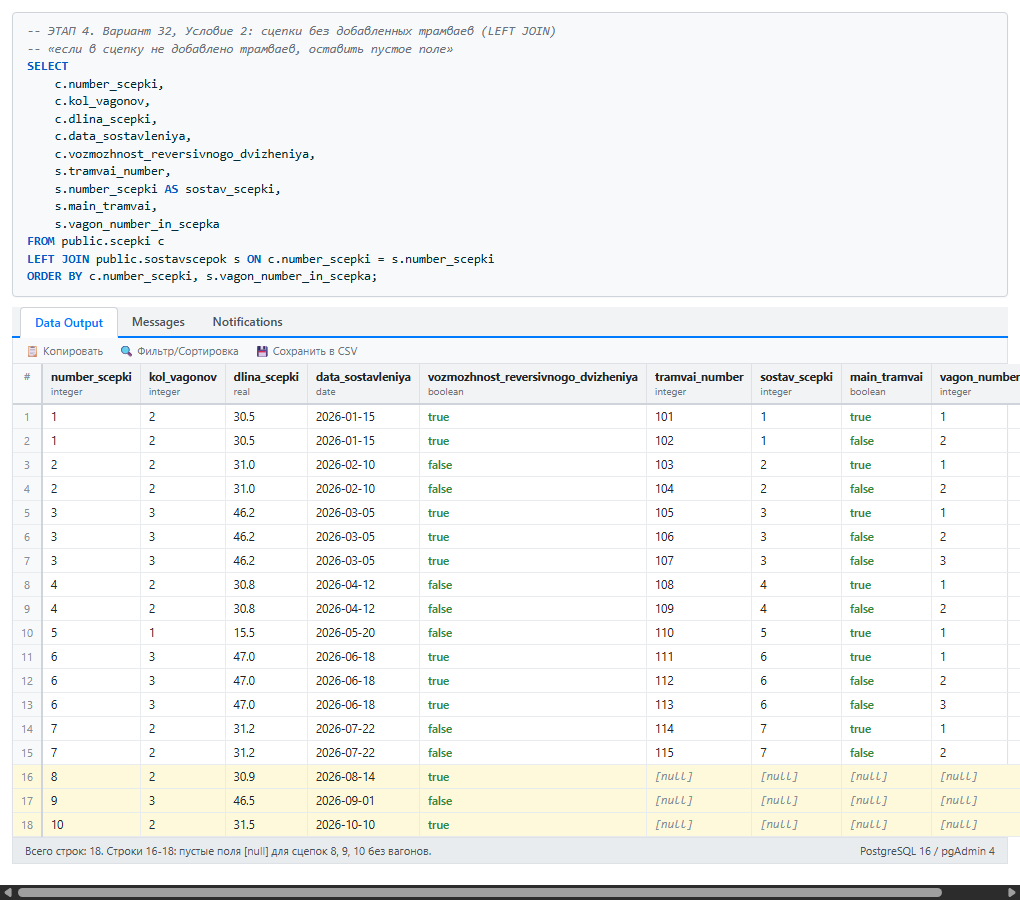 -- ЭТАП 4. Вариант 32, Условие 2: сцепки без добавленных трамваев (LEFT JOIN)
-- «если в сцепку не добавлено трамваев, оставить пустое поле»
SELECT
c.number_scepki,
c.kol_vagonov,
c.dlina_scepki,
c.data_sostavleniya,
c.vozmozhnost_reversivnogo_dvizheniya,
s.tramvai_number,
s.number_scepki AS sostav_scepki,
s.main_tramvai,
s.vagon_number_in_scepka
FROM public.scepki c
LEFT JOIN public.sostavscepok s ON c.number_scepki = s.number_scepki
ORDER BY c.number_scepki, s.vagon_number_in_scepka;
Data Output Messages Notifications
Копировать Фильтр/Сортировка Сохранить в CSV
# number_scepki kol_vagonov dlina_scepki data_sostavleniya vozmozhnost_reversivnogo_dvizheniya tramvai_number sostav_scepki main_tramvai vagon_number
integer integer real date boolean integer integer boolean integer
1 1 2 30.5 2026-01-15 true 101 1 true 1
2 1 2 30.5 2026-01-15 true 102 1 false 2
3 2 2 31.0 2026-02-10 false 103 2 true 1
4 2 2 31.0 2026-02-10 false 104 2 false 2
5 3 3 46.2 2026-03-05 true 105 3 true 1
6 3 3 46.2 2026-03-05 true 106 3 false 2
7 3 3 46.2 2026-03-05 true 107 3 false 3
8 4 2 30.8 2026-04-12 false 108 4 true 1
9 4 2 30.8 2026-04-12 false 109 4 false 2
10 5 1 15.5 2026-05-20 false 110 5 true 1
11 6 3 47.0 2026-06-18 true 111 6 true 1
12 6 3 47.0 2026-06-18 true 112 6 false 2
13 6 3 47.0 2026-06-18 true 113 6 false 3
14 7 2 31.2 2026-07-22 false 114 7 true 1
15 7 2 31.2 2026-07-22 false 115 7 false 2
16 8 2 30.9 2026-08-14 true [null] [null] [null] [null]
17 9 3 46.5 2026-09-01 false [null] [null] [null] [null]
18 10 2 31.5 2026-10-10 true [null] [null] [null] [null]
Всего строк: 18. Строки 16-18: пустые поля [null] для сцепок 8, 9, 10 без вагонов. PostgreSQL 16 / pgAdmin 4